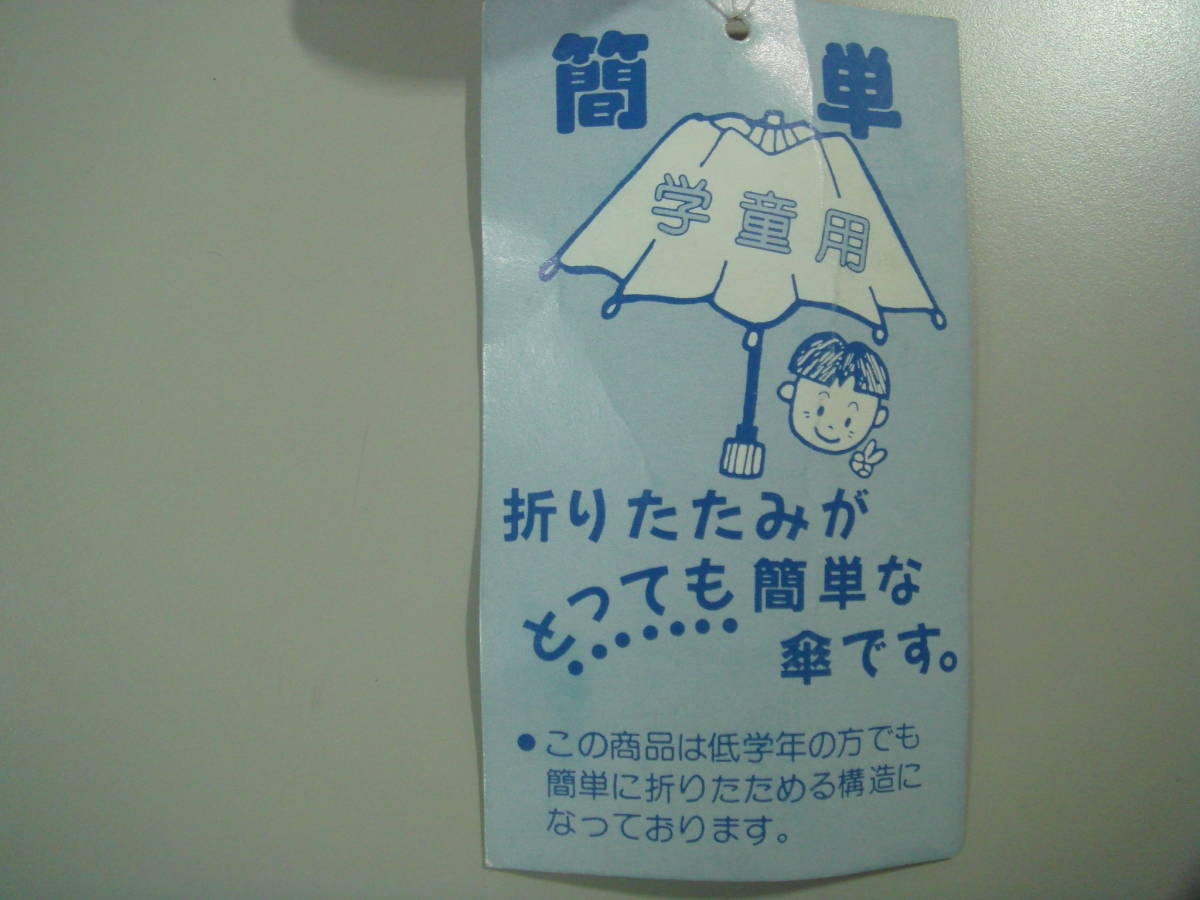 簡単
学童用
折りたたみが
とっても簡単な
傘です。
●この商品は低学年の方でも
簡単に折りたためる構造に
なっております。